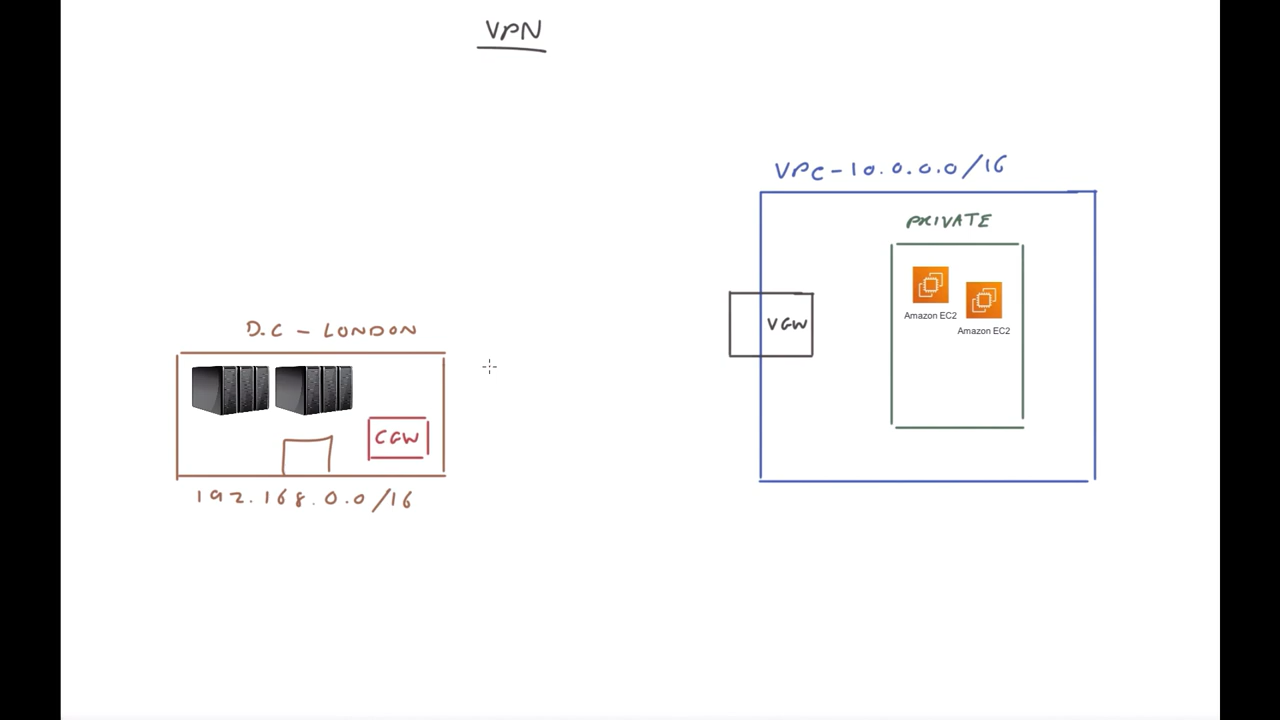 VPN
VPC-10.0.0.0/16
PRIVATE
Amazon EC2
Amazon EC2
VGW
D.C - LONDON
CGW
192.168.0.0/16